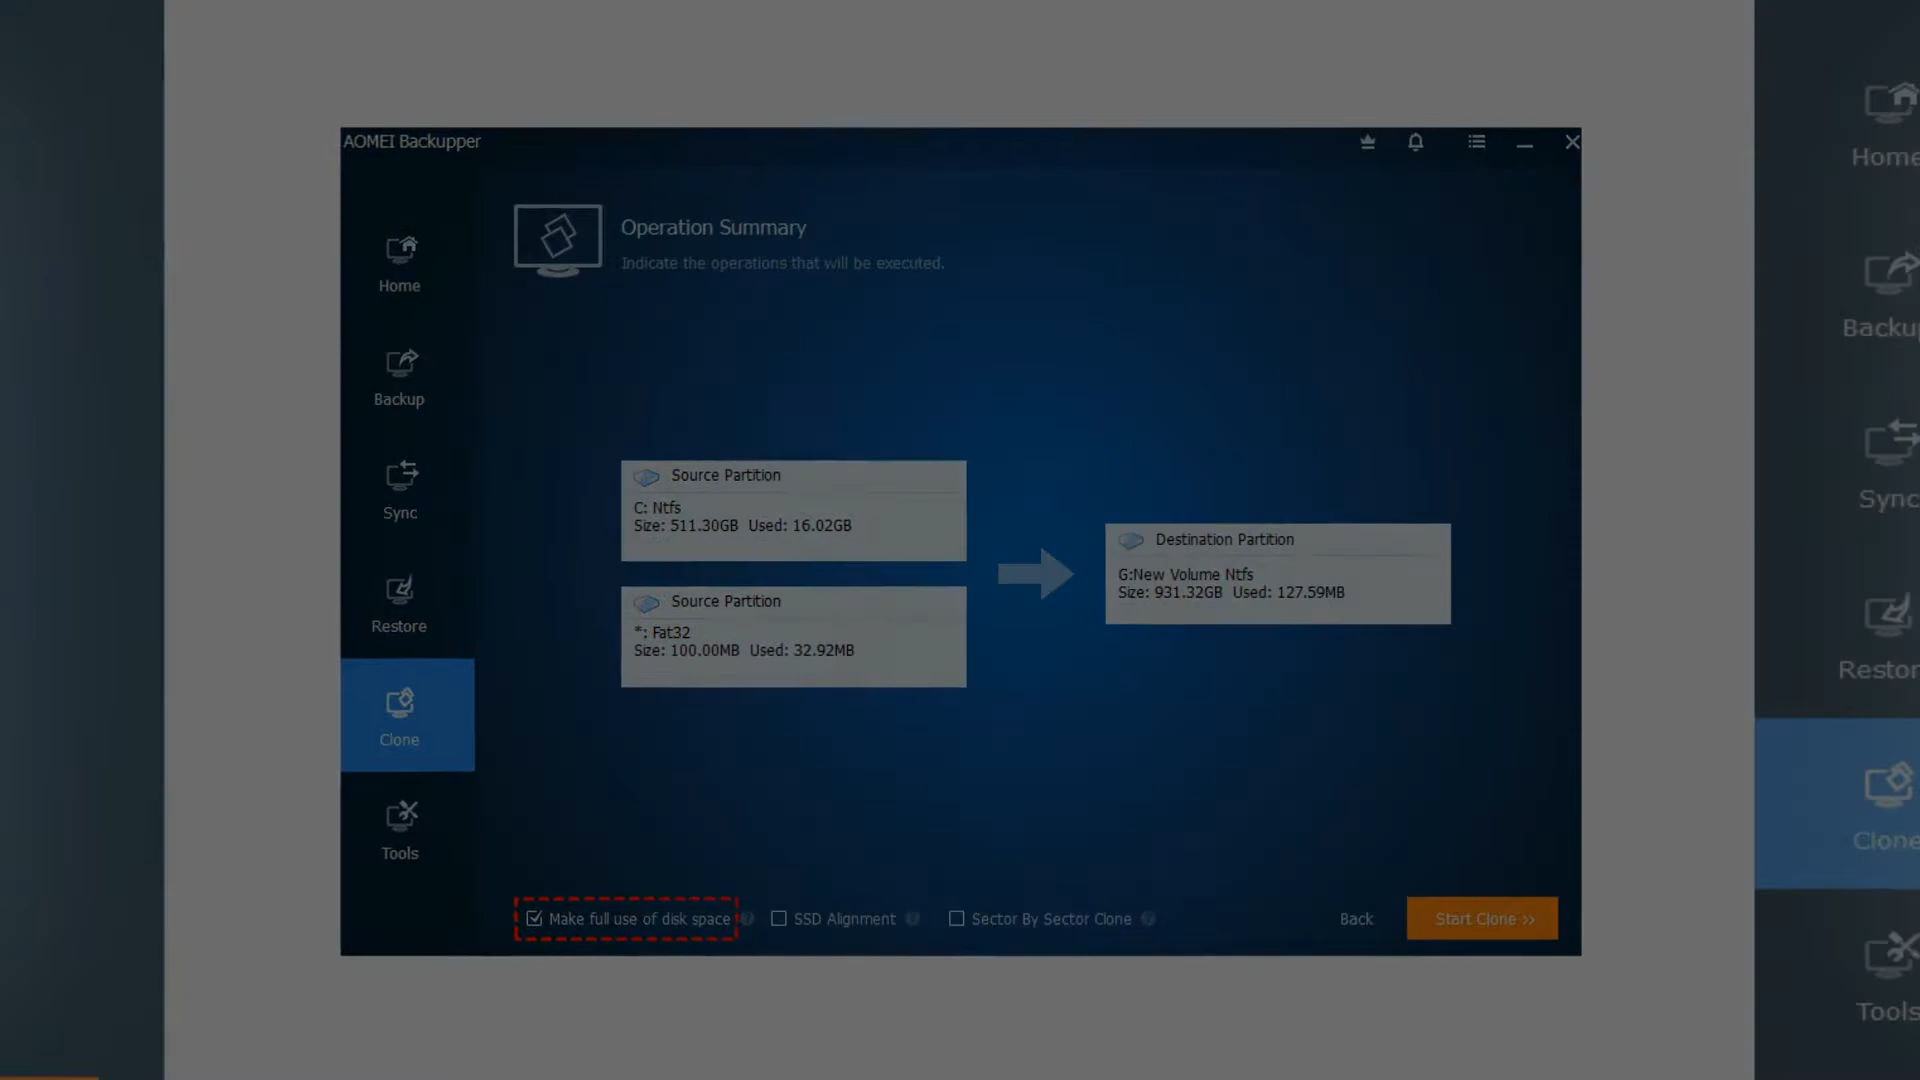 AOMEI Backupper
Operation Summary
Indicate the operations that will be executed.
Home
Backup
Sync
Restore
Clone
Tools
Source Partition
C: Ntfs
Size: 511.30GB Used: 16.02GB
Source Partition
*: Fat32
Size: 100.00MB Used: 32.92MB
Destination Partition
G:New Volume Ntfs
Size: 931.32GB Used: 127.59MB
Make full use of disk space
SSD Alignment
Sector By Sector Clone
Back
Start Clone >>
Home
Backu
Sync
Restor
Clone
Tools